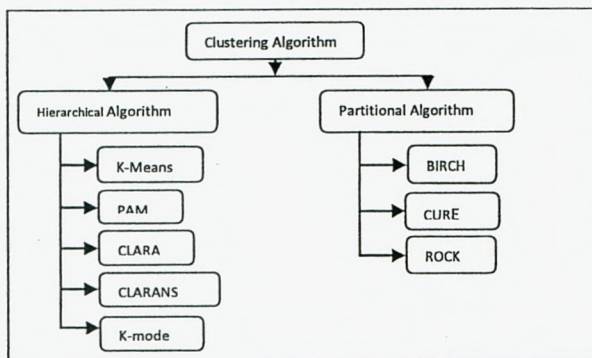 Clustering Algorithm
Hierarchical Algorithm
Partitional Algorithm
K-Means
PAM
CLARA
CLARANS
K-mode
BIRCH
CURE
ROCK